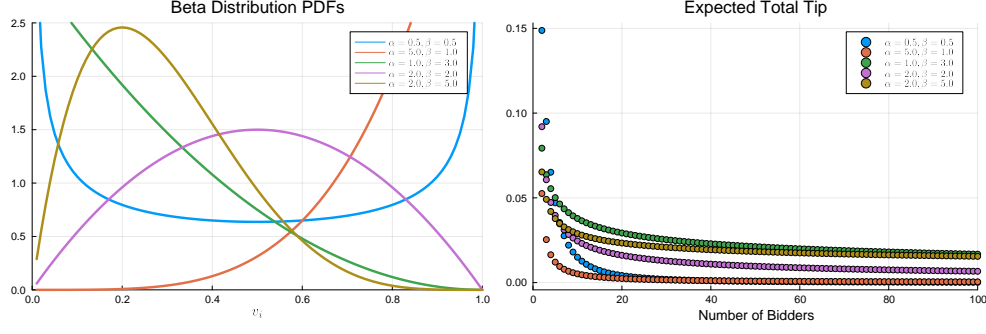 Beta Distribution PDFs
2.5
2.0
1.5
1.0
0.5
0.0
0.0 0.2 0.4 0.6 0.8 1.0
v_i
α = 0.5, β = 0.5
α = 5.0, β = 1.0
α = 1.0, β = 3.0
α = 2.0, β = 2.0
α = 2.0, β = 5.0
Expected Total Tip
0.15
0.10
0.05
0.00
0 20 40 60 80 100
Number of Bidders
α = 0.5, β = 0.5
α = 5.0, β = 1.0
α = 1.0, β = 3.0
α = 2.0, β = 2.0
α = 2.0, β = 5.0